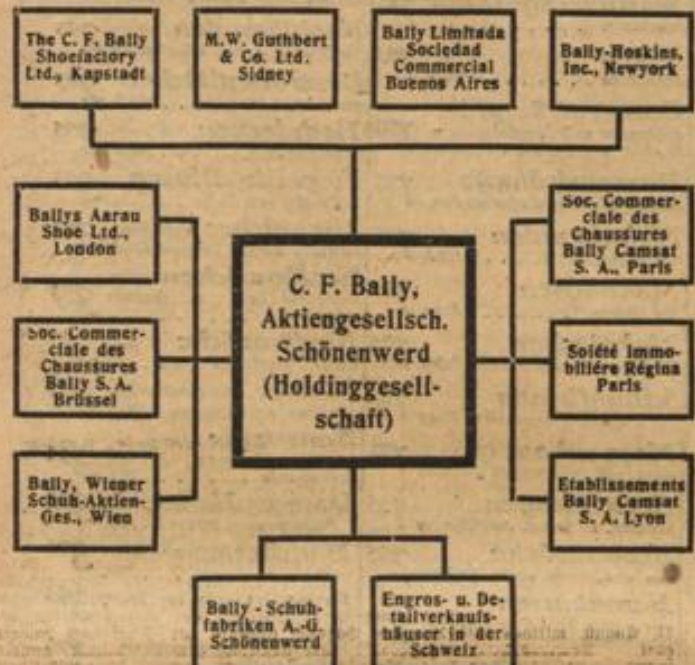 The C. F. Bally
Shoefactory
Ltd., Kapstadt
M.W. Guthbert
& Co. Ltd.
Sidney
Bally Limitada
Sociedad
Commercial
Buenos Aires
Bally-Hoskins,
Inc., Newyork
Ballys Aarau
Shoe Ltd.,
London
Soc. Commer-
ciale des
Chaussures
Bally Camsat
S. A., Paris
C. F. Bally,
Aktiengesellsch.
Schönenwerd
(Holdinggesell-
schaft)
Soc. Commer-
ciale des
Chaussures
Bally S. A.
Brüssel
Soiété Immo-
bilière Régina
Paris
Bally, Wiener
Schuh-Aktien-
Ges., Wien
Etablissements
Bally Camsat
S. A. Lyon
Bally - Schuh-
fabriken A.-G.
Schönenwerd
Engros- u. De-
tailverkaufs-
häuser in der
Schweiz